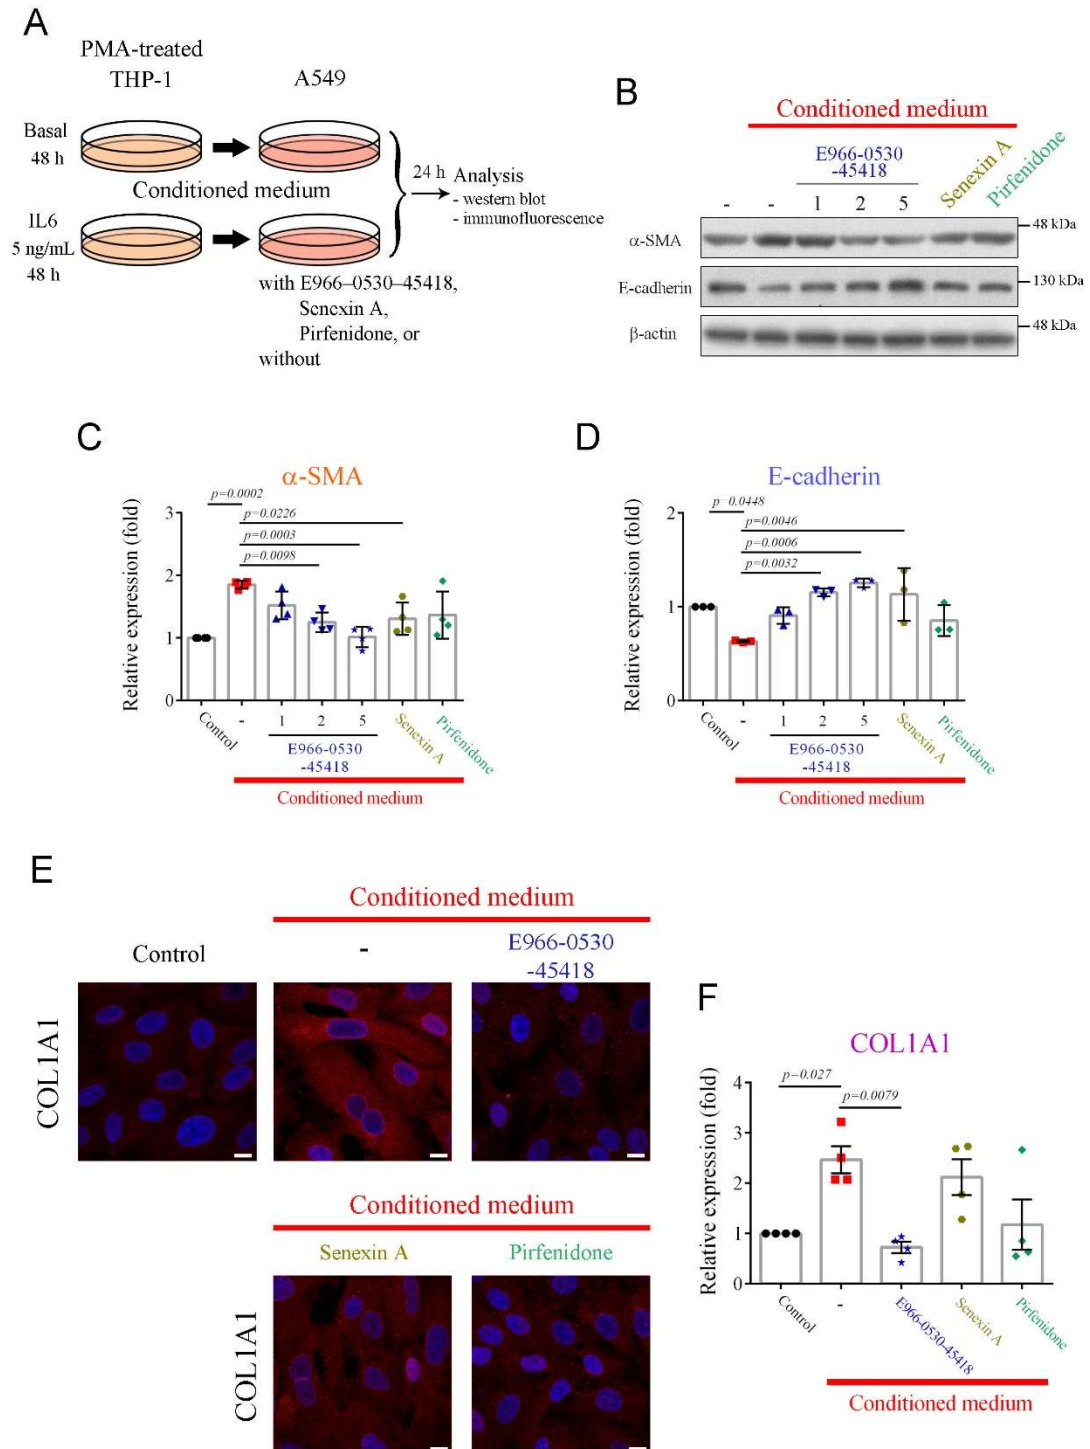 A
PMA-treated
THP-1
A549
Basal
48 h
Conditioned medium
IL6
5 ng/mL
48 h
24 h
Analysis
- western blot
- immunofluorescence
with E966–0530–45418,
Senexin A,
Pirfenidone, or
without
B
Conditioned medium
E966-0530
-45418
Senexin A
Pirfenidone
- - 1 2 5
α-SMA
48 kDa
E-cadherin
130 kDa
β-actin
48 kDa
C
α-SMA
p=0.0002
p=0.0226
p=0.0003
p=0.0098
Relative expression (fold)
3
2
1
0
Control
-
1
2
5
Senexin A
Pirfenidone
E966-0530
-45418
Conditioned medium
D
E-cadherin
p=0.0448
p=0.0046
p=0.0006
p=0.0032
Relative expression (fold)
2
1
0
Control
-
1
2
5
Senexin A
Pirfenidone
E966-0530
-45418
Conditioned medium
E
Conditioned medium
Control
-
E966-0530
-45418
COL1A1
Conditioned medium
Senexin A
Pirfenidone
COL1A1
F
COL1A1
p=0.027
p=0.0079
Relative expression (fold)
4
3
2
1
0
Control
-
E966-0530-45418
Senexin A
Pirfenidone
Conditioned medium